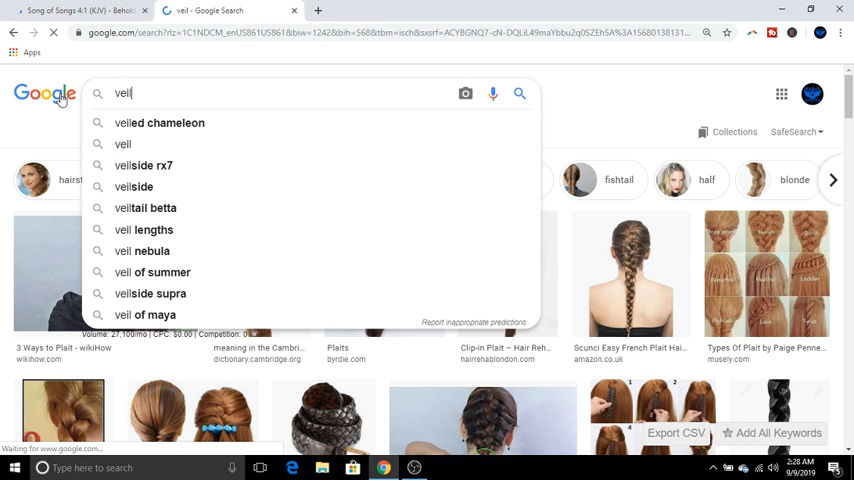 Song of Songs 4:1 (KJV) - Behold
veil - Google Search
google.com/search?rlz=1C1NDCM_enUS861US861&biw=1242&bih=568&tbm=isch&sxsrf=ACYBGNQ7-cN-DQLiL49maYbbu2q0SZEh5A%3A15680138131...
Apps
Google
veil
veiled chameleon
veil
veilside rx7
veilside
veiltail betta
veil lengths
veil nebula
veil of summer
veilside supra
veil of maya
Report inappropriate predictions
Collections
SafeSearch
fishtail
half
blonde
Volume: 27,100/mo | CPC: $0.00 | Competition: 0
3 Ways to Plait - wikiHow
wikihow.com
meaning in the Cambri...
dictionary.cambridge.org
Plaits
byrdie.com
Clip-in Plait – Hair Reh...
hairrehablondon.com
Scunci Easy French Plait Hai...
amazon.co.uk
Types Of Plait by Paige Penne...
musely.com
Export CSV
Add All Keywords
Waiting for www.google.com...
Type here to search
2:28 AM
9/9/2019